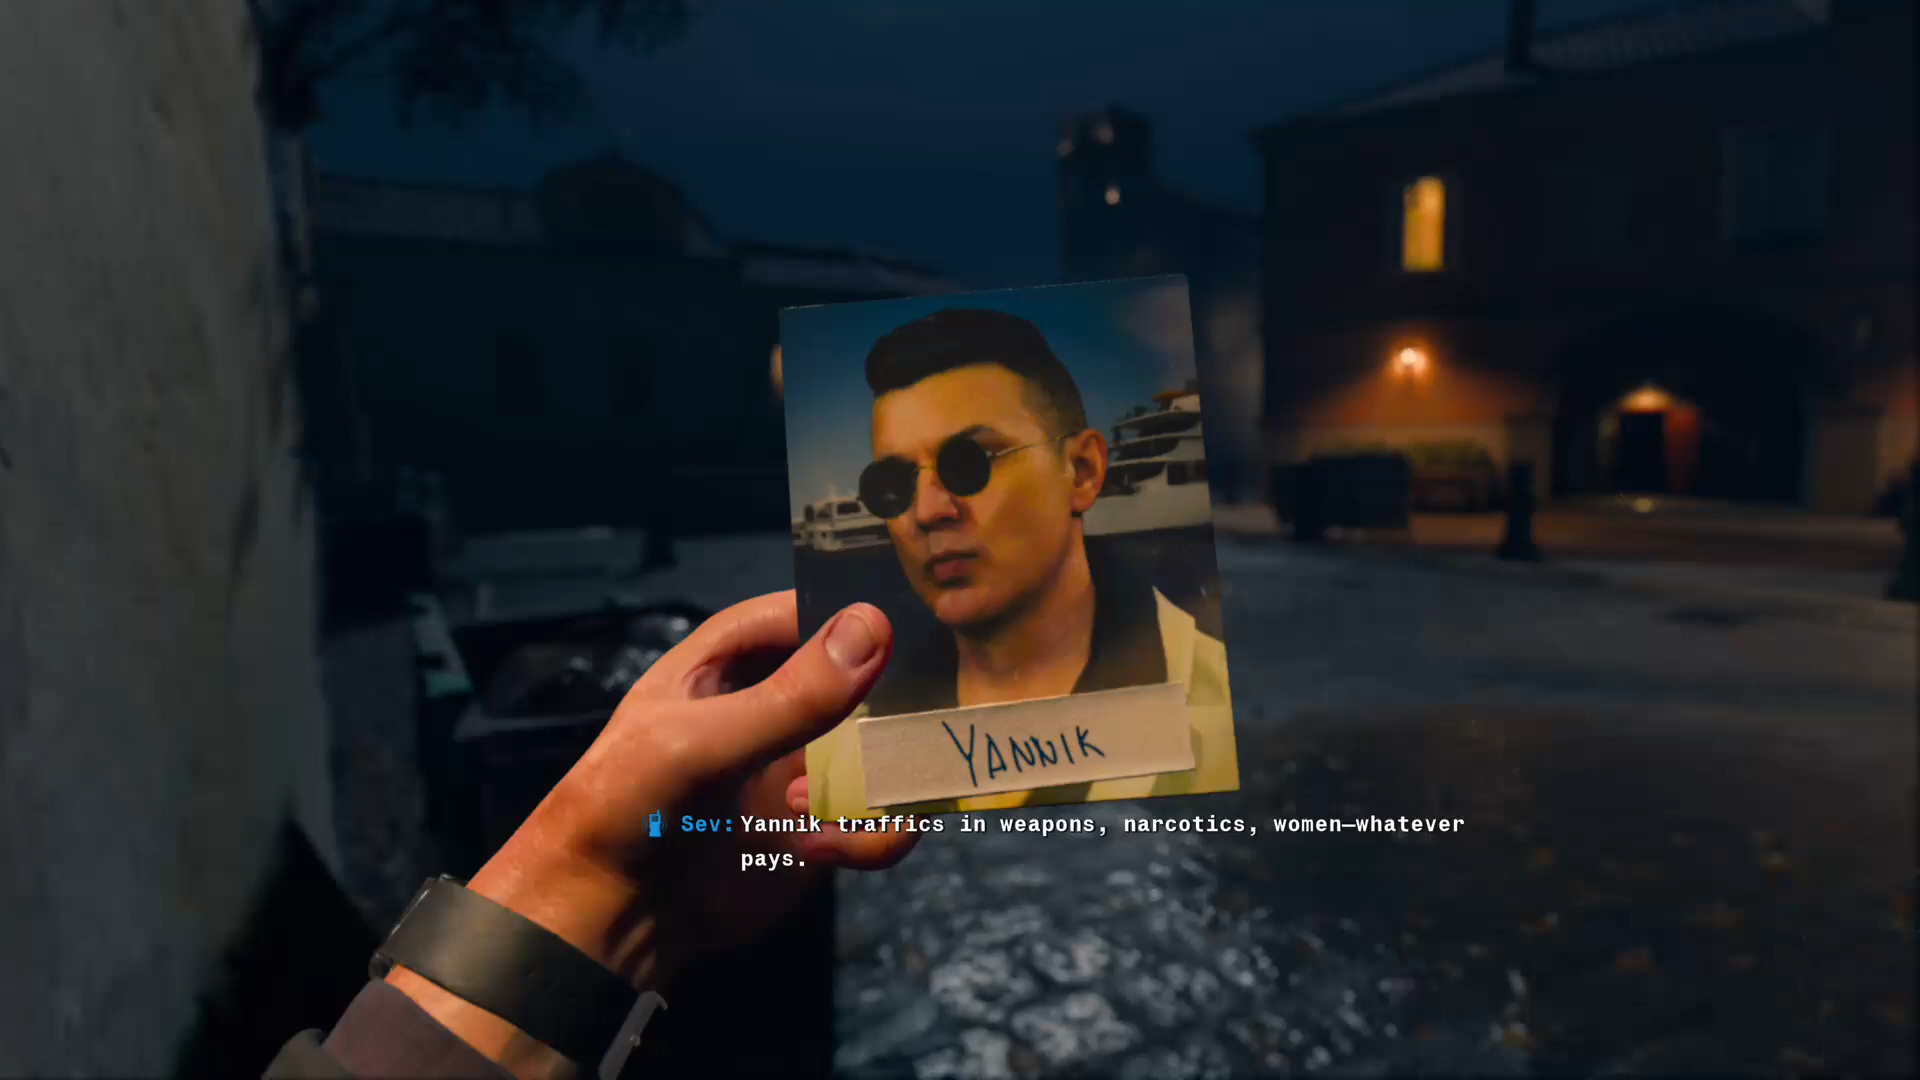 YANNIK
Sev: Yannik traffics in weapons, narcotics, women—whatever
pays.